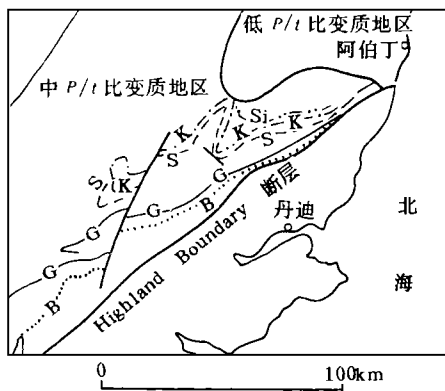 低 P/t 比变质地区
阿伯丁
中 P/t 比变质地区
Si
K
K
S
S
S
K
G
B
G
G
B
断层
丹迪
北
海
Highland Boundary
0 100km